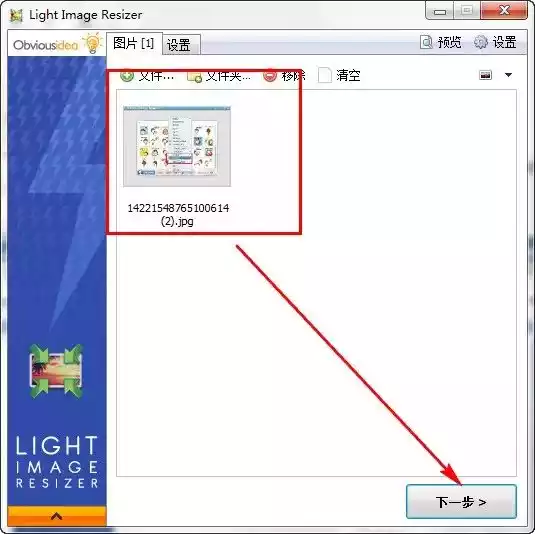 Light Image Resizer
Obviousidea
图片 [1]
设置
预览
设置
文件...
文件夹...
移除
清空
14221548765100614
(2).jpg
LIGHT
IMAGE
RESIZER
下一步 >